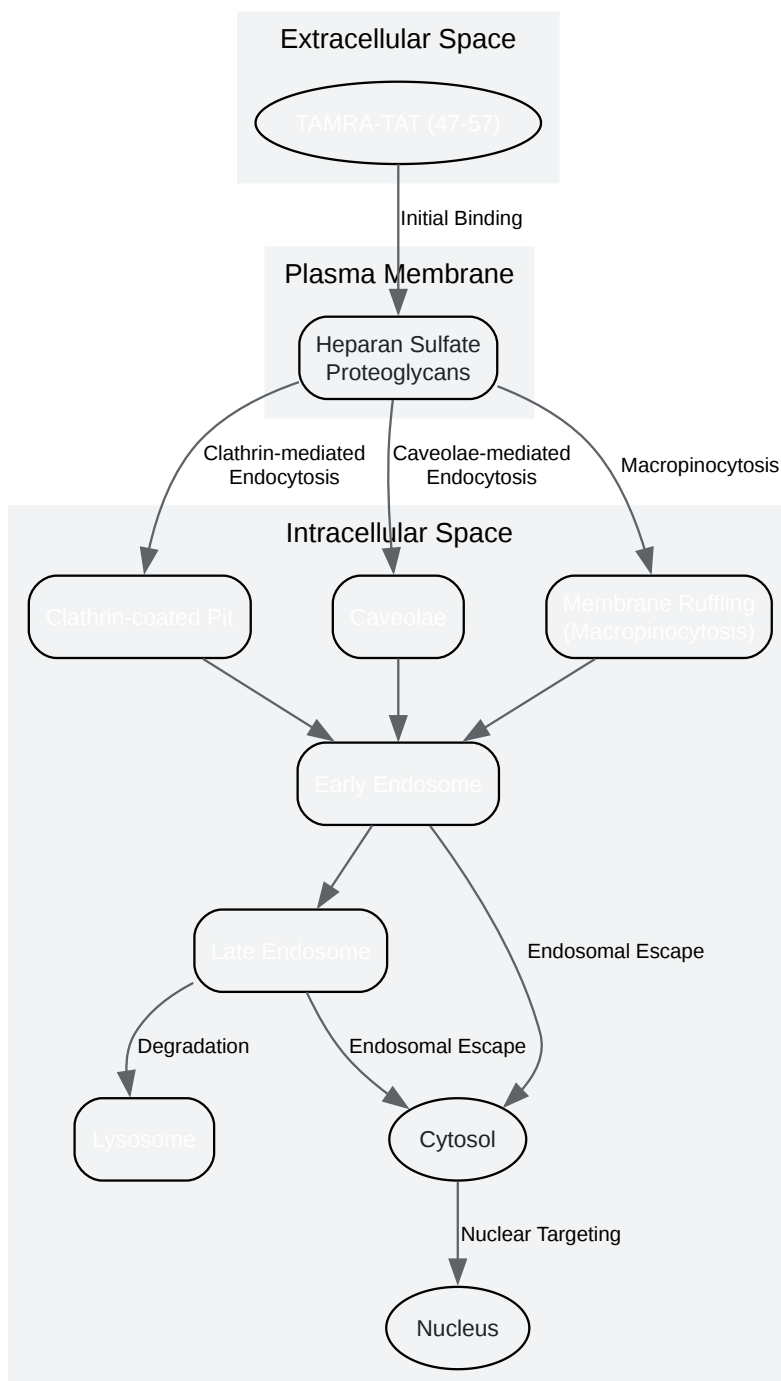 Extracellular Space
TAMRA-TAT (47-57)
Initial Binding
Plasma Membrane
Heparan Sulfate
Proteoglycans
Clathrin-mediated
Endocytosis
Caveolae-mediated
Endocytosis
Macropinocytosis
Intracellular Space
Clathrin-coated Pit
Caveolae
Membrane Ruffling
(Macropinocytosis)
Early Endosome
Late Endosome
Endosomal Escape
Degradation
Endosomal Escape
Lysosome
Cytosol
Nuclear Targeting
Nucleus